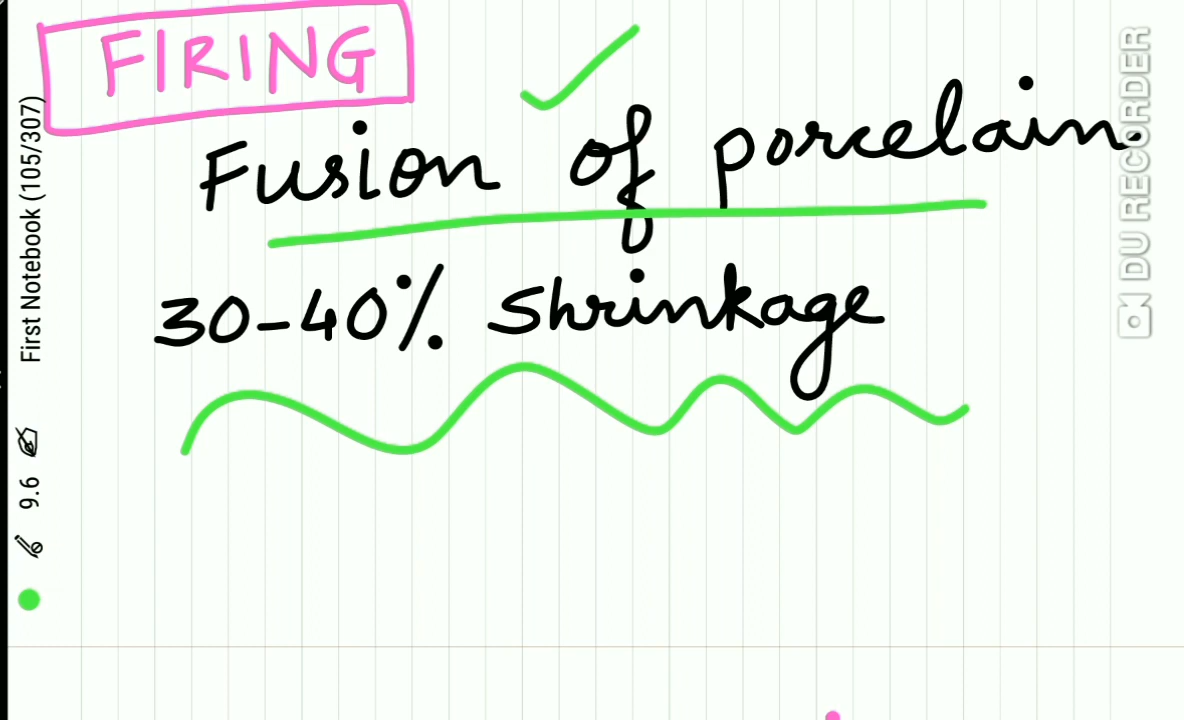 FIRING
Fusion of porcelain.
30-40% shrinkage
First Notebook (105/307)
9.6
DU RECORDER